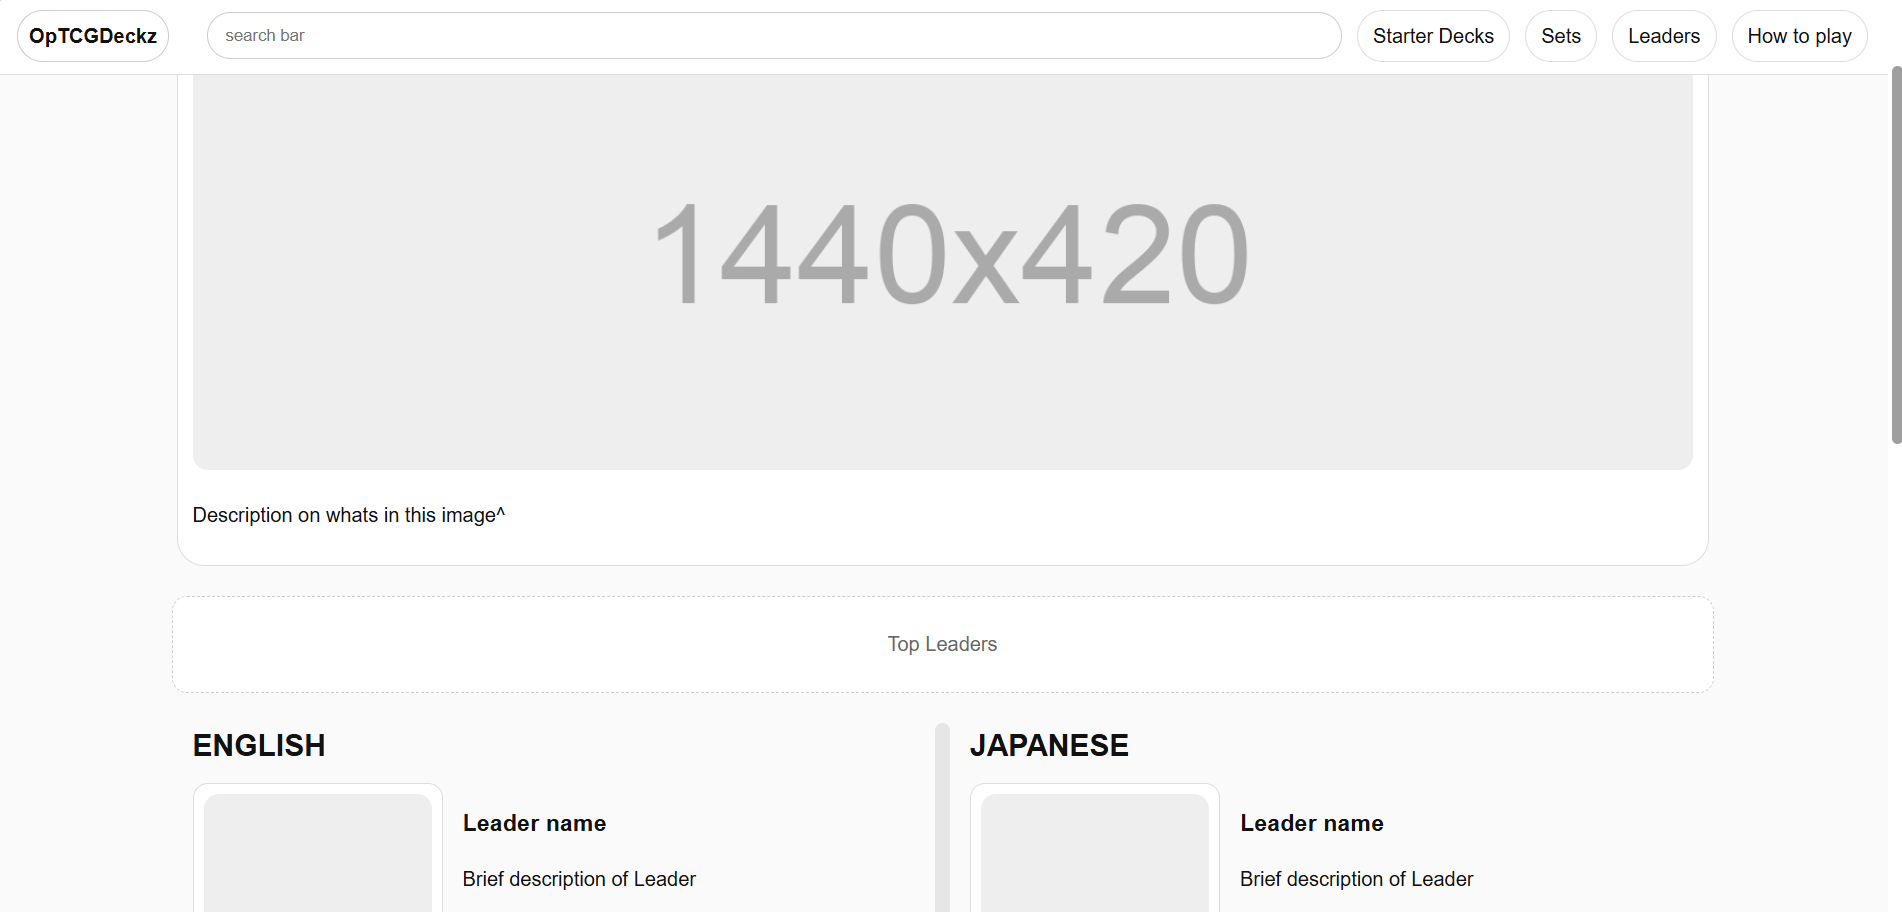 OpTCGDeckz
search bar
Starter Decks
Sets
Leaders
How to play
1440x420
Description on whats in this image^
Top Leaders
ENGLISH
JAPANESE
Leader name
Brief description of Leader
Leader name
Brief description of Leader